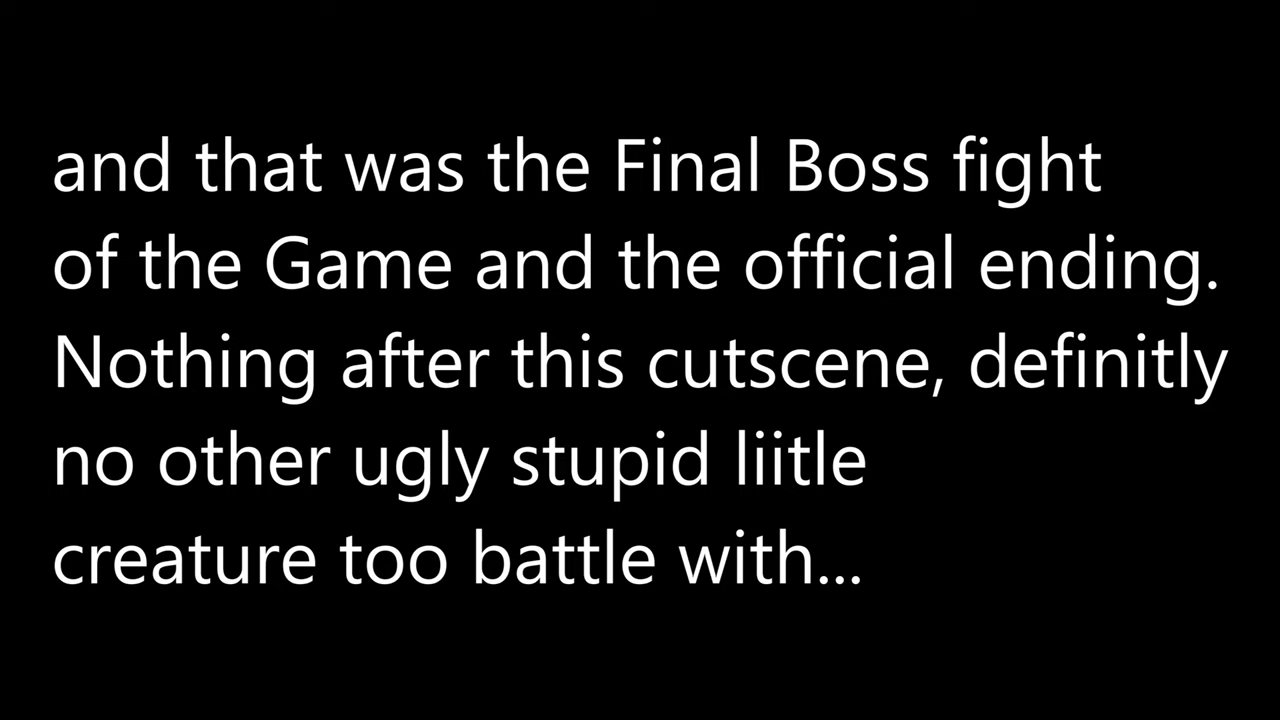 and that was the Final Boss fight
of the Game and the official ending.
Nothing after this cutscene, definitly
no other ugly stupid liitle
creature too battle with...